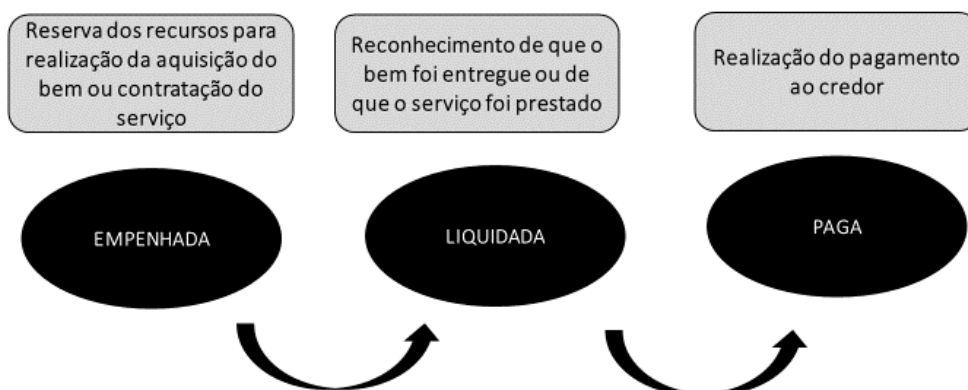 Reserva dos recursos para
realização da aquisição do
bem ou contratação do
serviço
Reconhecimento de que o
bem foi entregue ou de
que o serviço foi prestado
Realização do pagamento
ao credor
EMPENHADA
LIQUIDADA
PAGA